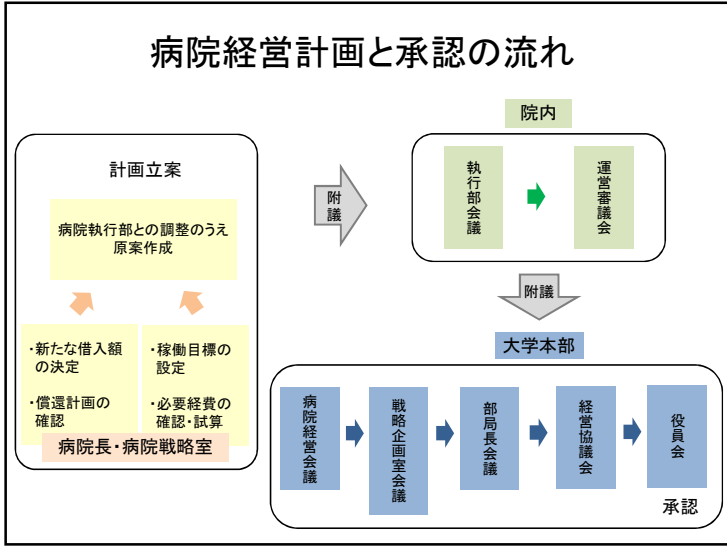 病院経営計画と承認の流れ
計画立案
病院執行部との調整のうえ
原案作成
・新たな借入額
の決定
・償還計画の
確認
・稼働目標の
設定
・必要経費の
確認・試算
病院長・病院戦略室
附議
院内
執行部会議
運営審議会
附議
大学本部
病院経営会議
戦略企画室会議
部局長会議
経営協議会
役員会
承認